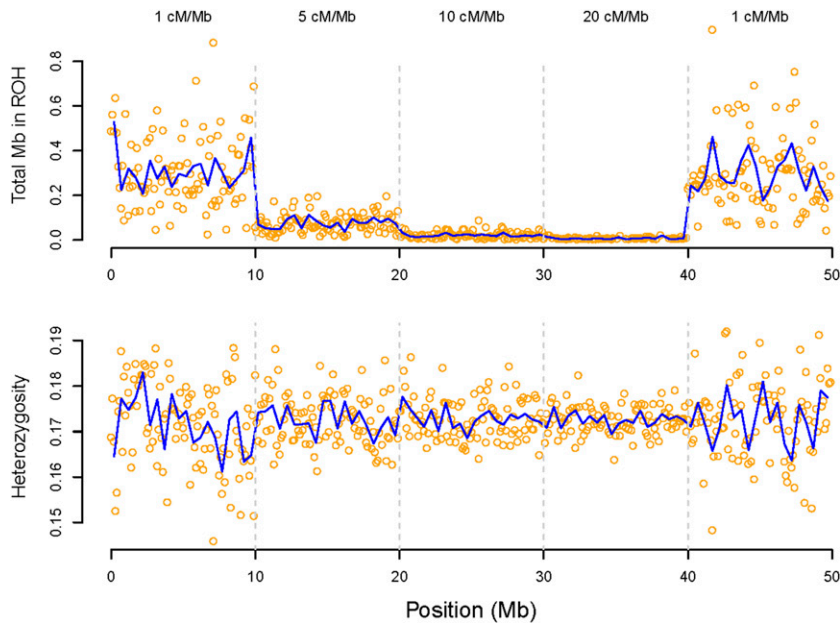 1 cM/Mb 5 cM/Mb 10 cM/Mb 20 cM/Mb 1 cM/Mb
Total Mb in ROH
0.8
0.6
0.4
0.2
0.0
0 10 20 30 40 50
Heterozygosity
0.19
0.18
0.17
0.16
0.15
0 10 20 30 40 50
Position (Mb)